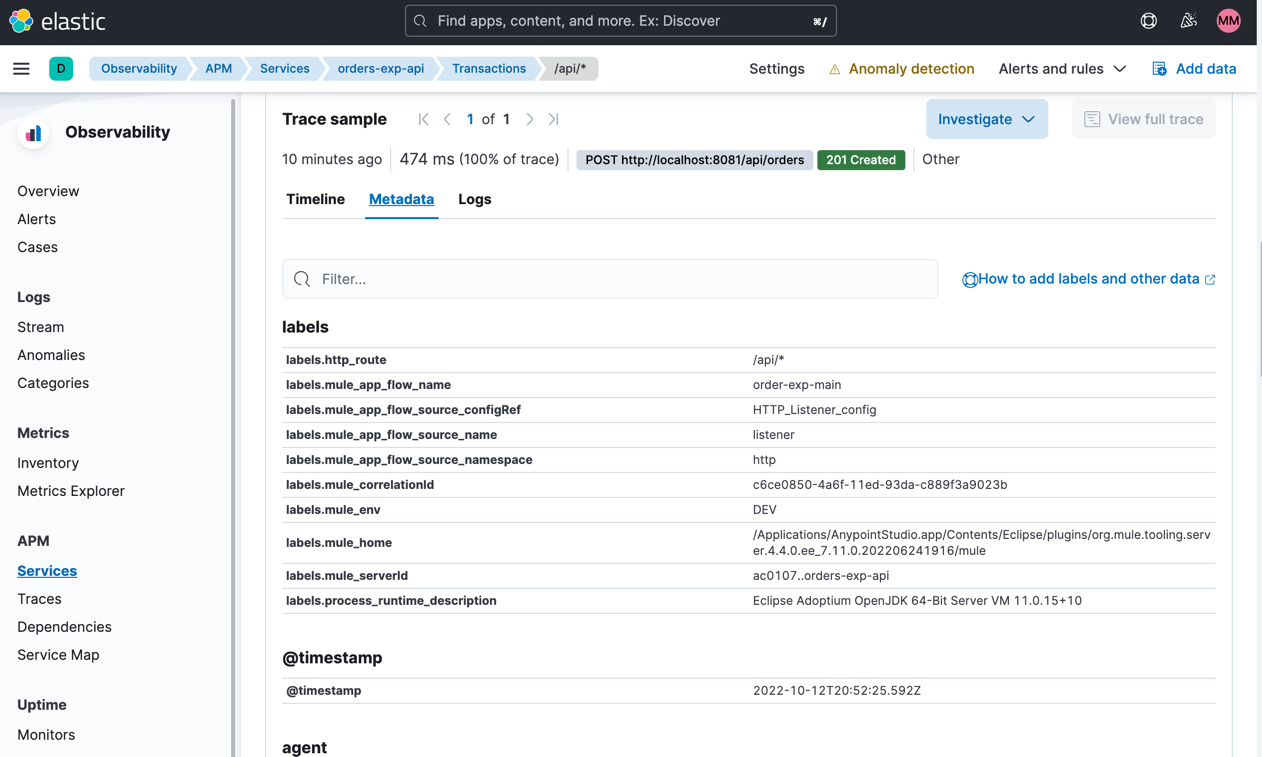 elastic
Find apps, content, and more. Ex: Discover
⌘/
MM
D
Observability
APM
Services
orders-exp-api
Transactions
/api/*
Settings
Anomaly detection
Alerts and rules
Add data
Observability
Overview
Alerts
Cases
Logs
Stream
Anomalies
Categories
Metrics
Inventory
Metrics Explorer
APM
Services
Traces
Dependencies
Service Map
Uptime
Monitors
Trace sample
1 of 1
Investigate
View full trace
10 minutes ago
474 ms (100% of trace)
POST http://localhost:8081/api/orders
201 Created
Other
Timeline
Metadata
Logs
Filter...
How to add labels and other data
labels
labels.http_route /api/*
labels.mule_app_flow_name order-exp-main
labels.mule_app_flow_source_configRef HTTP_Listener_config
labels.mule_app_flow_source_name listener
labels.mule_app_flow_source_namespace http
labels.mule_correlationId c6ce0850-4a6f-11ed-93da-c889f3a9023b
labels.mule_env DEV
labels.mule_home /Applications/AnypointStudio.app/Contents/Eclipse/plugins/org.mule.tooling.serv
er.4.4.0.ee_7.11.0.202206241916/mule
labels.mule_serverId ac0107..orders-exp-api
labels.process_runtime_description Eclipse Adoptium OpenJDK 64-Bit Server VM 11.0.15+10
@timestamp
@timestamp 2022-10-12T20:52:25.592Z
agent